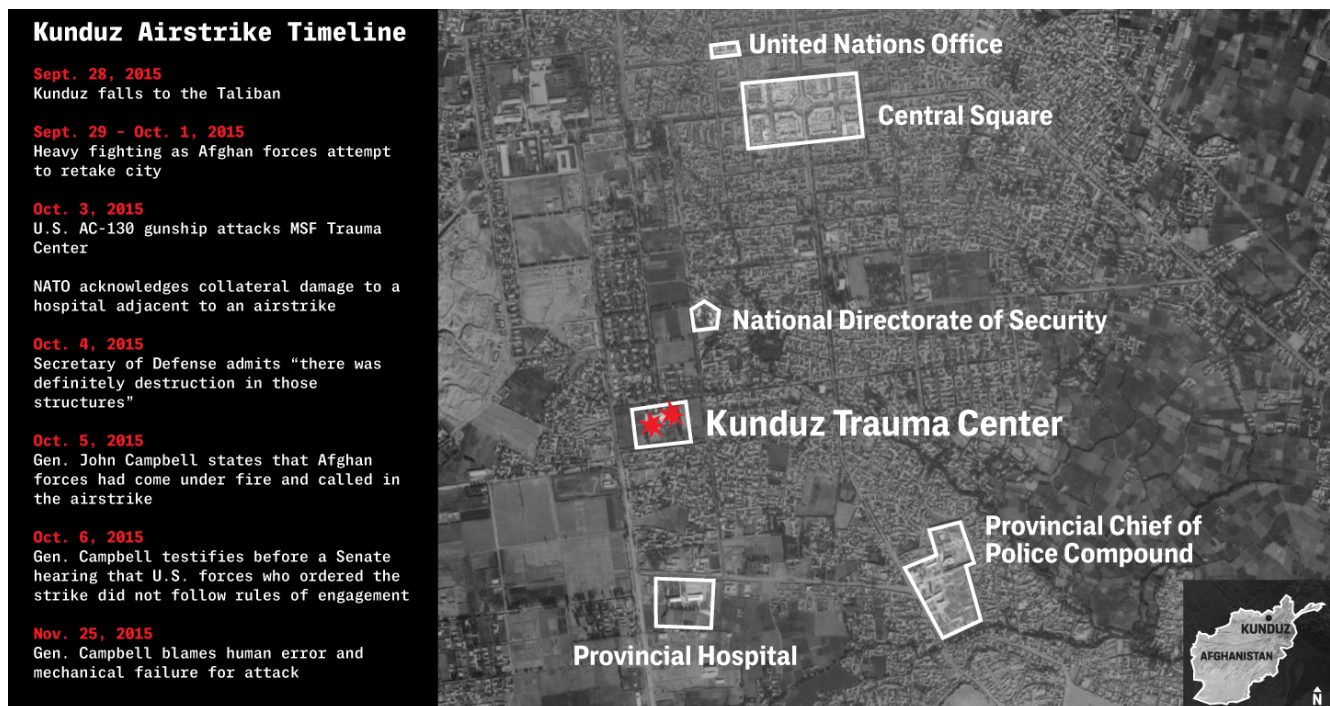 Kunduz Airstrike Timeline
Sept. 28, 2015
Kunduz falls to the Taliban
Sept. 29 – Oct. 1, 2015
Heavy fighting as Afghan forces attempt
to retake city
Oct. 3, 2015
U.S. AC-130 gunship attacks MSF Trauma
Center
NATO acknowledges collateral damage to a
hospital adjacent to an airstrike
Oct. 4, 2015
Secretary of Defense admits “there was
definitely destruction in those
structures”
Oct. 5, 2015
Gen. John Campbell states that Afghan
forces had come under fire and called in
the airstrike
Oct. 6, 2015
Gen. Campbell testifies before a Senate
hearing that U.S. forces who ordered the
strike did not follow rules of engagement
Nov. 25, 2015
Gen. Campbell blames human error and
mechanical failure for attack
United Nations Office
Central Square
National Directorate of Security
Kunduz Trauma Center
Provincial Chief of
Police Compound
Provincial Hospital
KUNDUZ
AFGHANISTAN
N